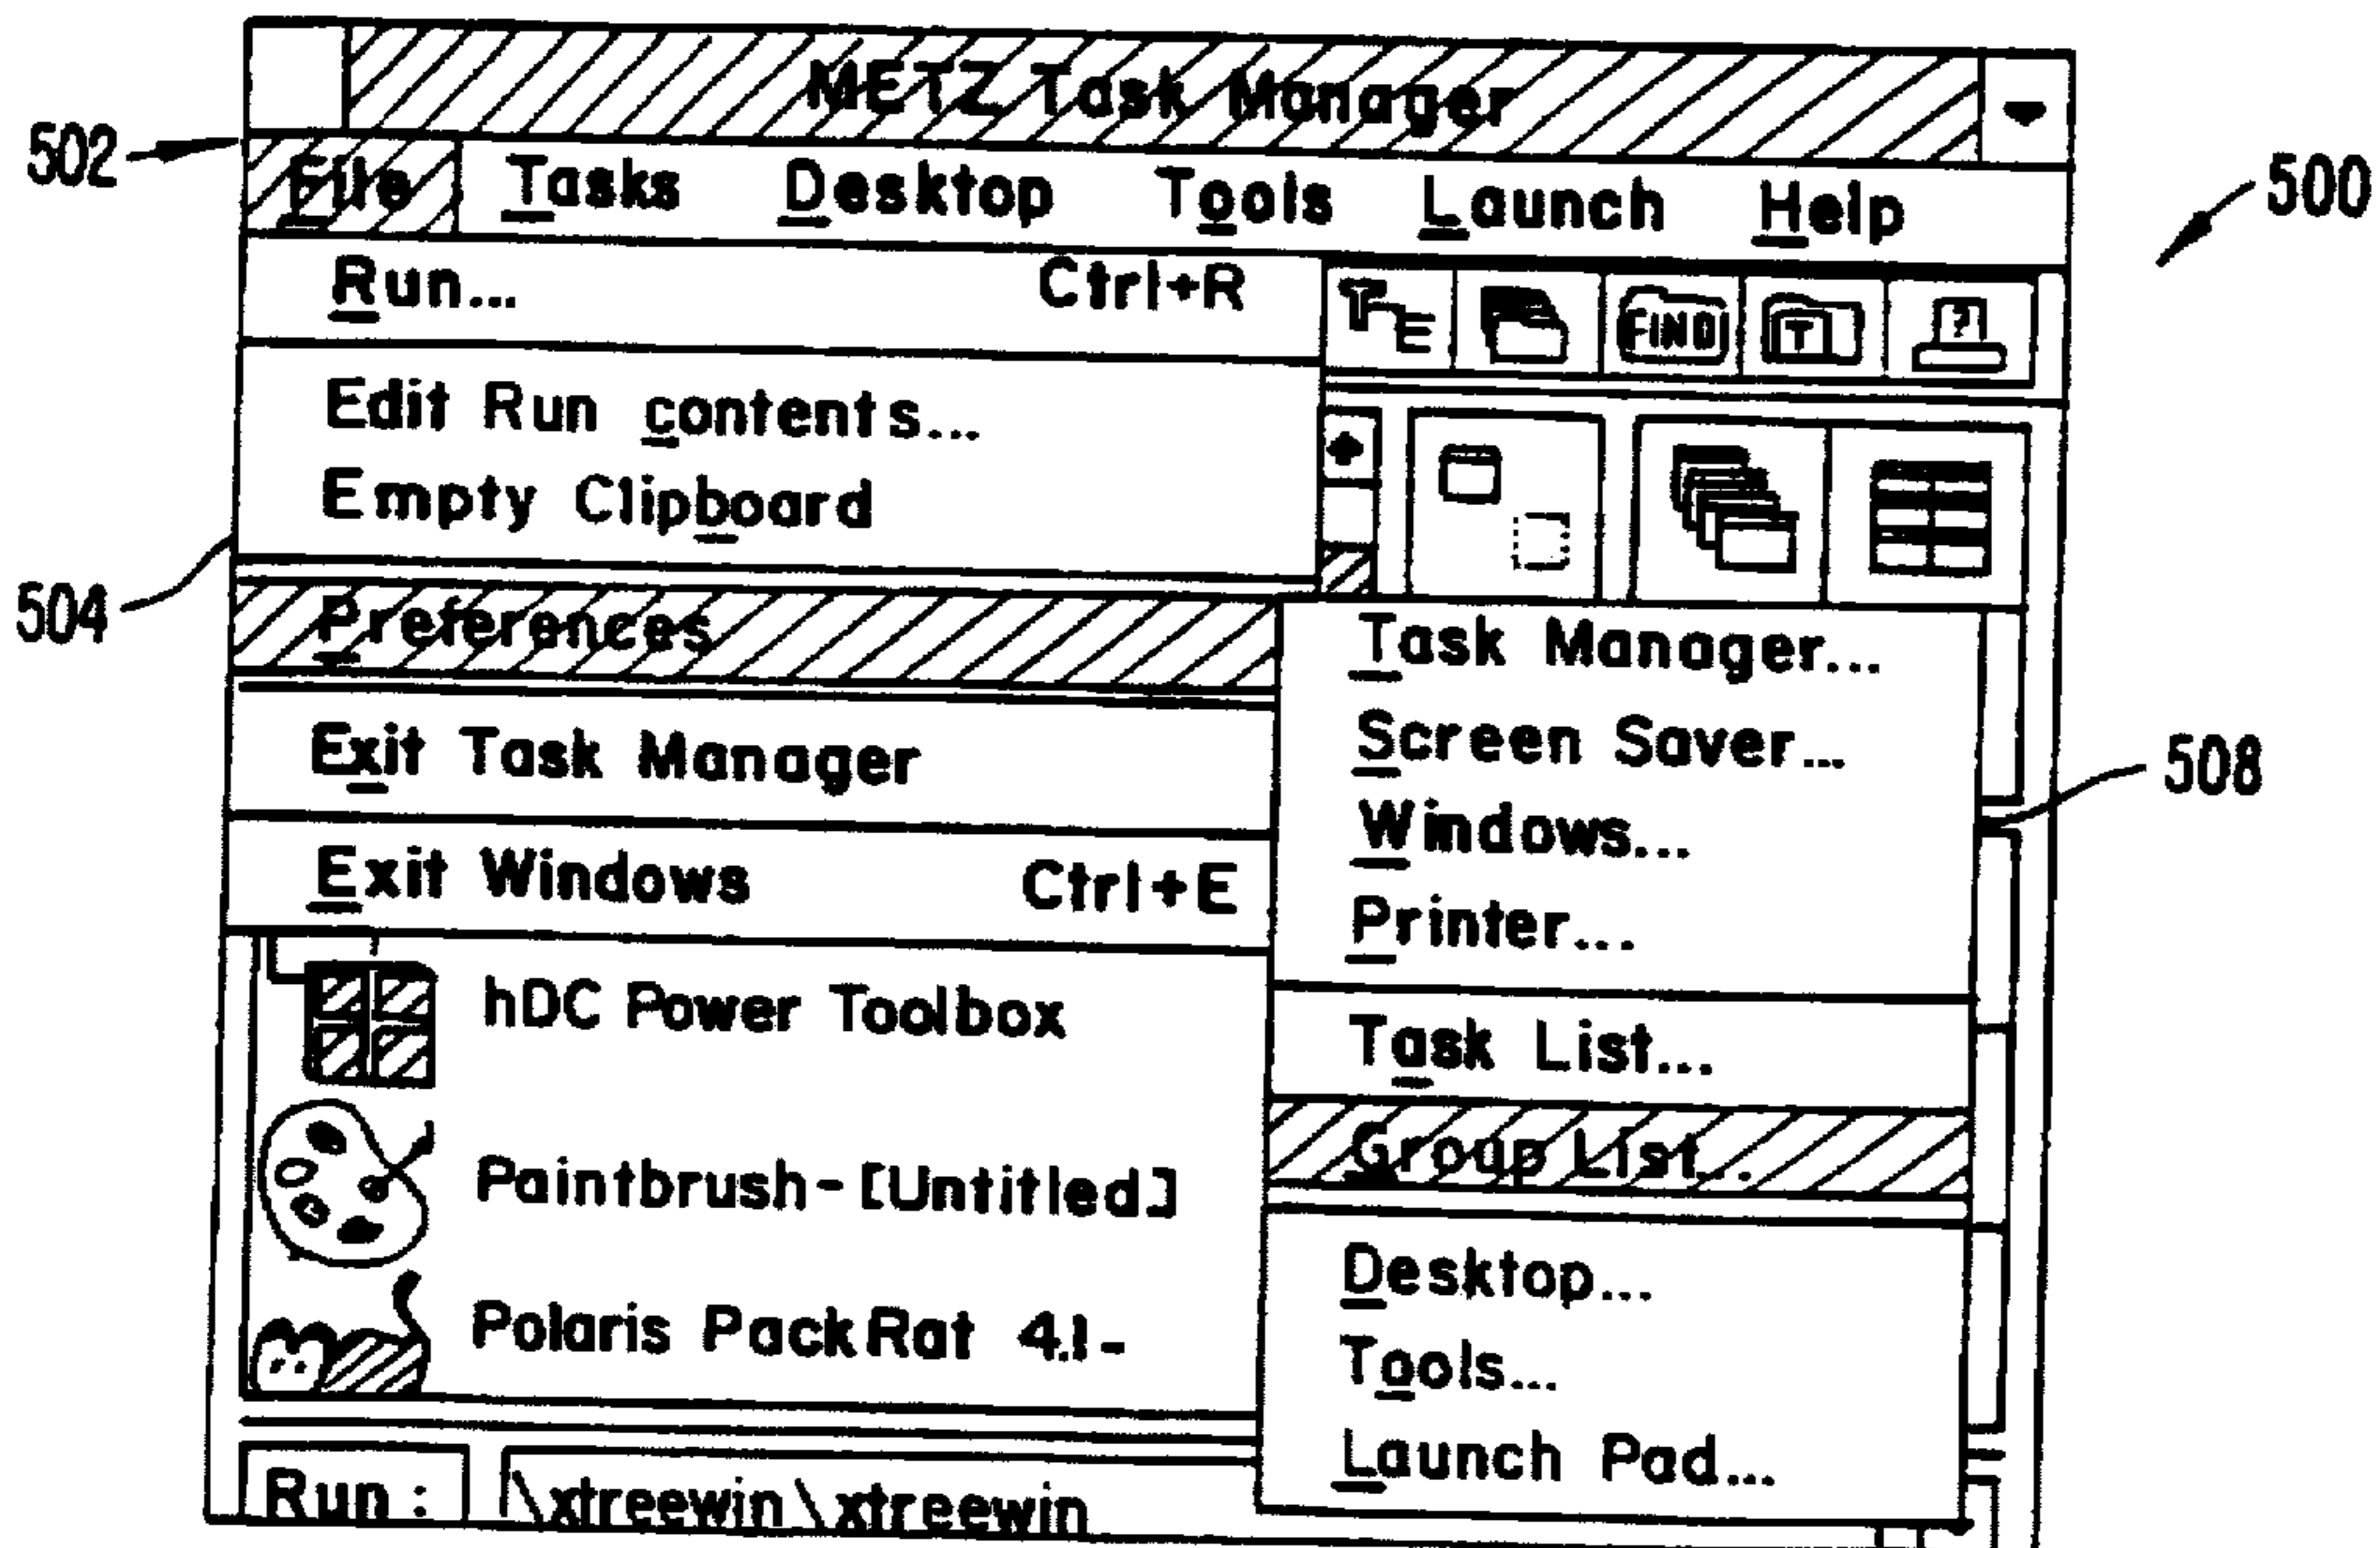 METZ Task Manager
502
File Tasks Desktop Tools Launch Help
500
Run... Ctrl+R
T E FIND T ?
Edit Run contents...
Empty Clipboard
504
Preferences
Task Manager...
Screen Saver...
508
Windows...
Printer...
Exit Task Manager
Exit Windows Ctrl+E
Task List...
Group List...
Desktop...
Tools...
Launch Pad...
hDC Power Toolbox
Paintbrush-[Untitled]
Polaris PackRat 4.1-
Run: \xtreewin\xtreewin